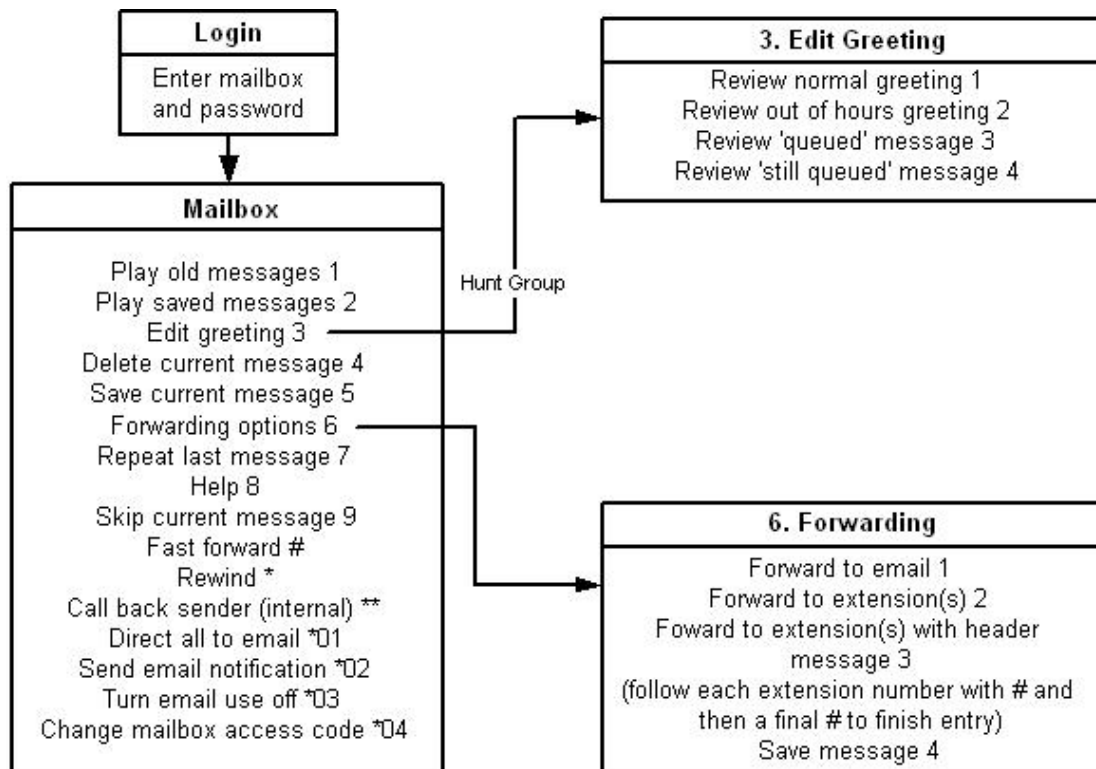 Login
Enter mailbox
and password
Mailbox
Play old messages 1
Play saved messages 2
Edit greeting 3
Delete current message 4
Save current message 5
Forwarding options 6
Repeat last message 7
Help 8
Skip current message 9
Fast forward #
Rewind *
Call back sender (internal) **
Direct all to email *01
Send email notification *02
Turn email use off *03
Change mailbox access code *04
Hunt Group
3. Edit Greeting
Review normal greeting 1
Review out of hours greeting 2
Review 'queued' message 3
Review 'still queued' message 4
6. Forwarding
Forward to email 1
Forward to extension(s) 2
Foward to extension(s) with header
message 3
(follow each extension number with # and
then a final # to finish entry)
Save message 4